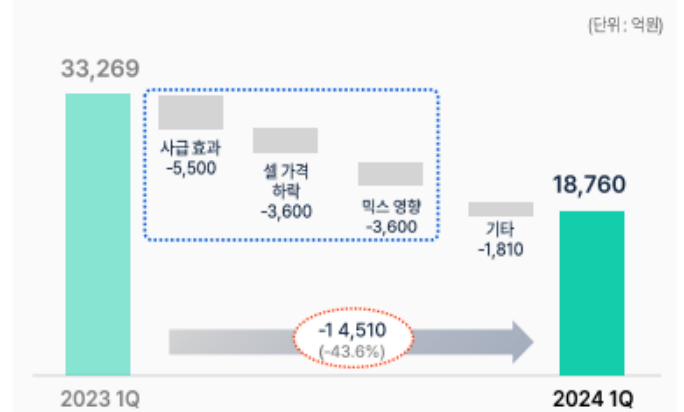 (단위 : 억원)
33,269
사급 효과
-5,500
셀 가격
하락
-3,600
믹스 영향
-3,600
기타
-1,810
18,760
-1 4,510
(-43.6%)
2023 1Q
2024 1Q